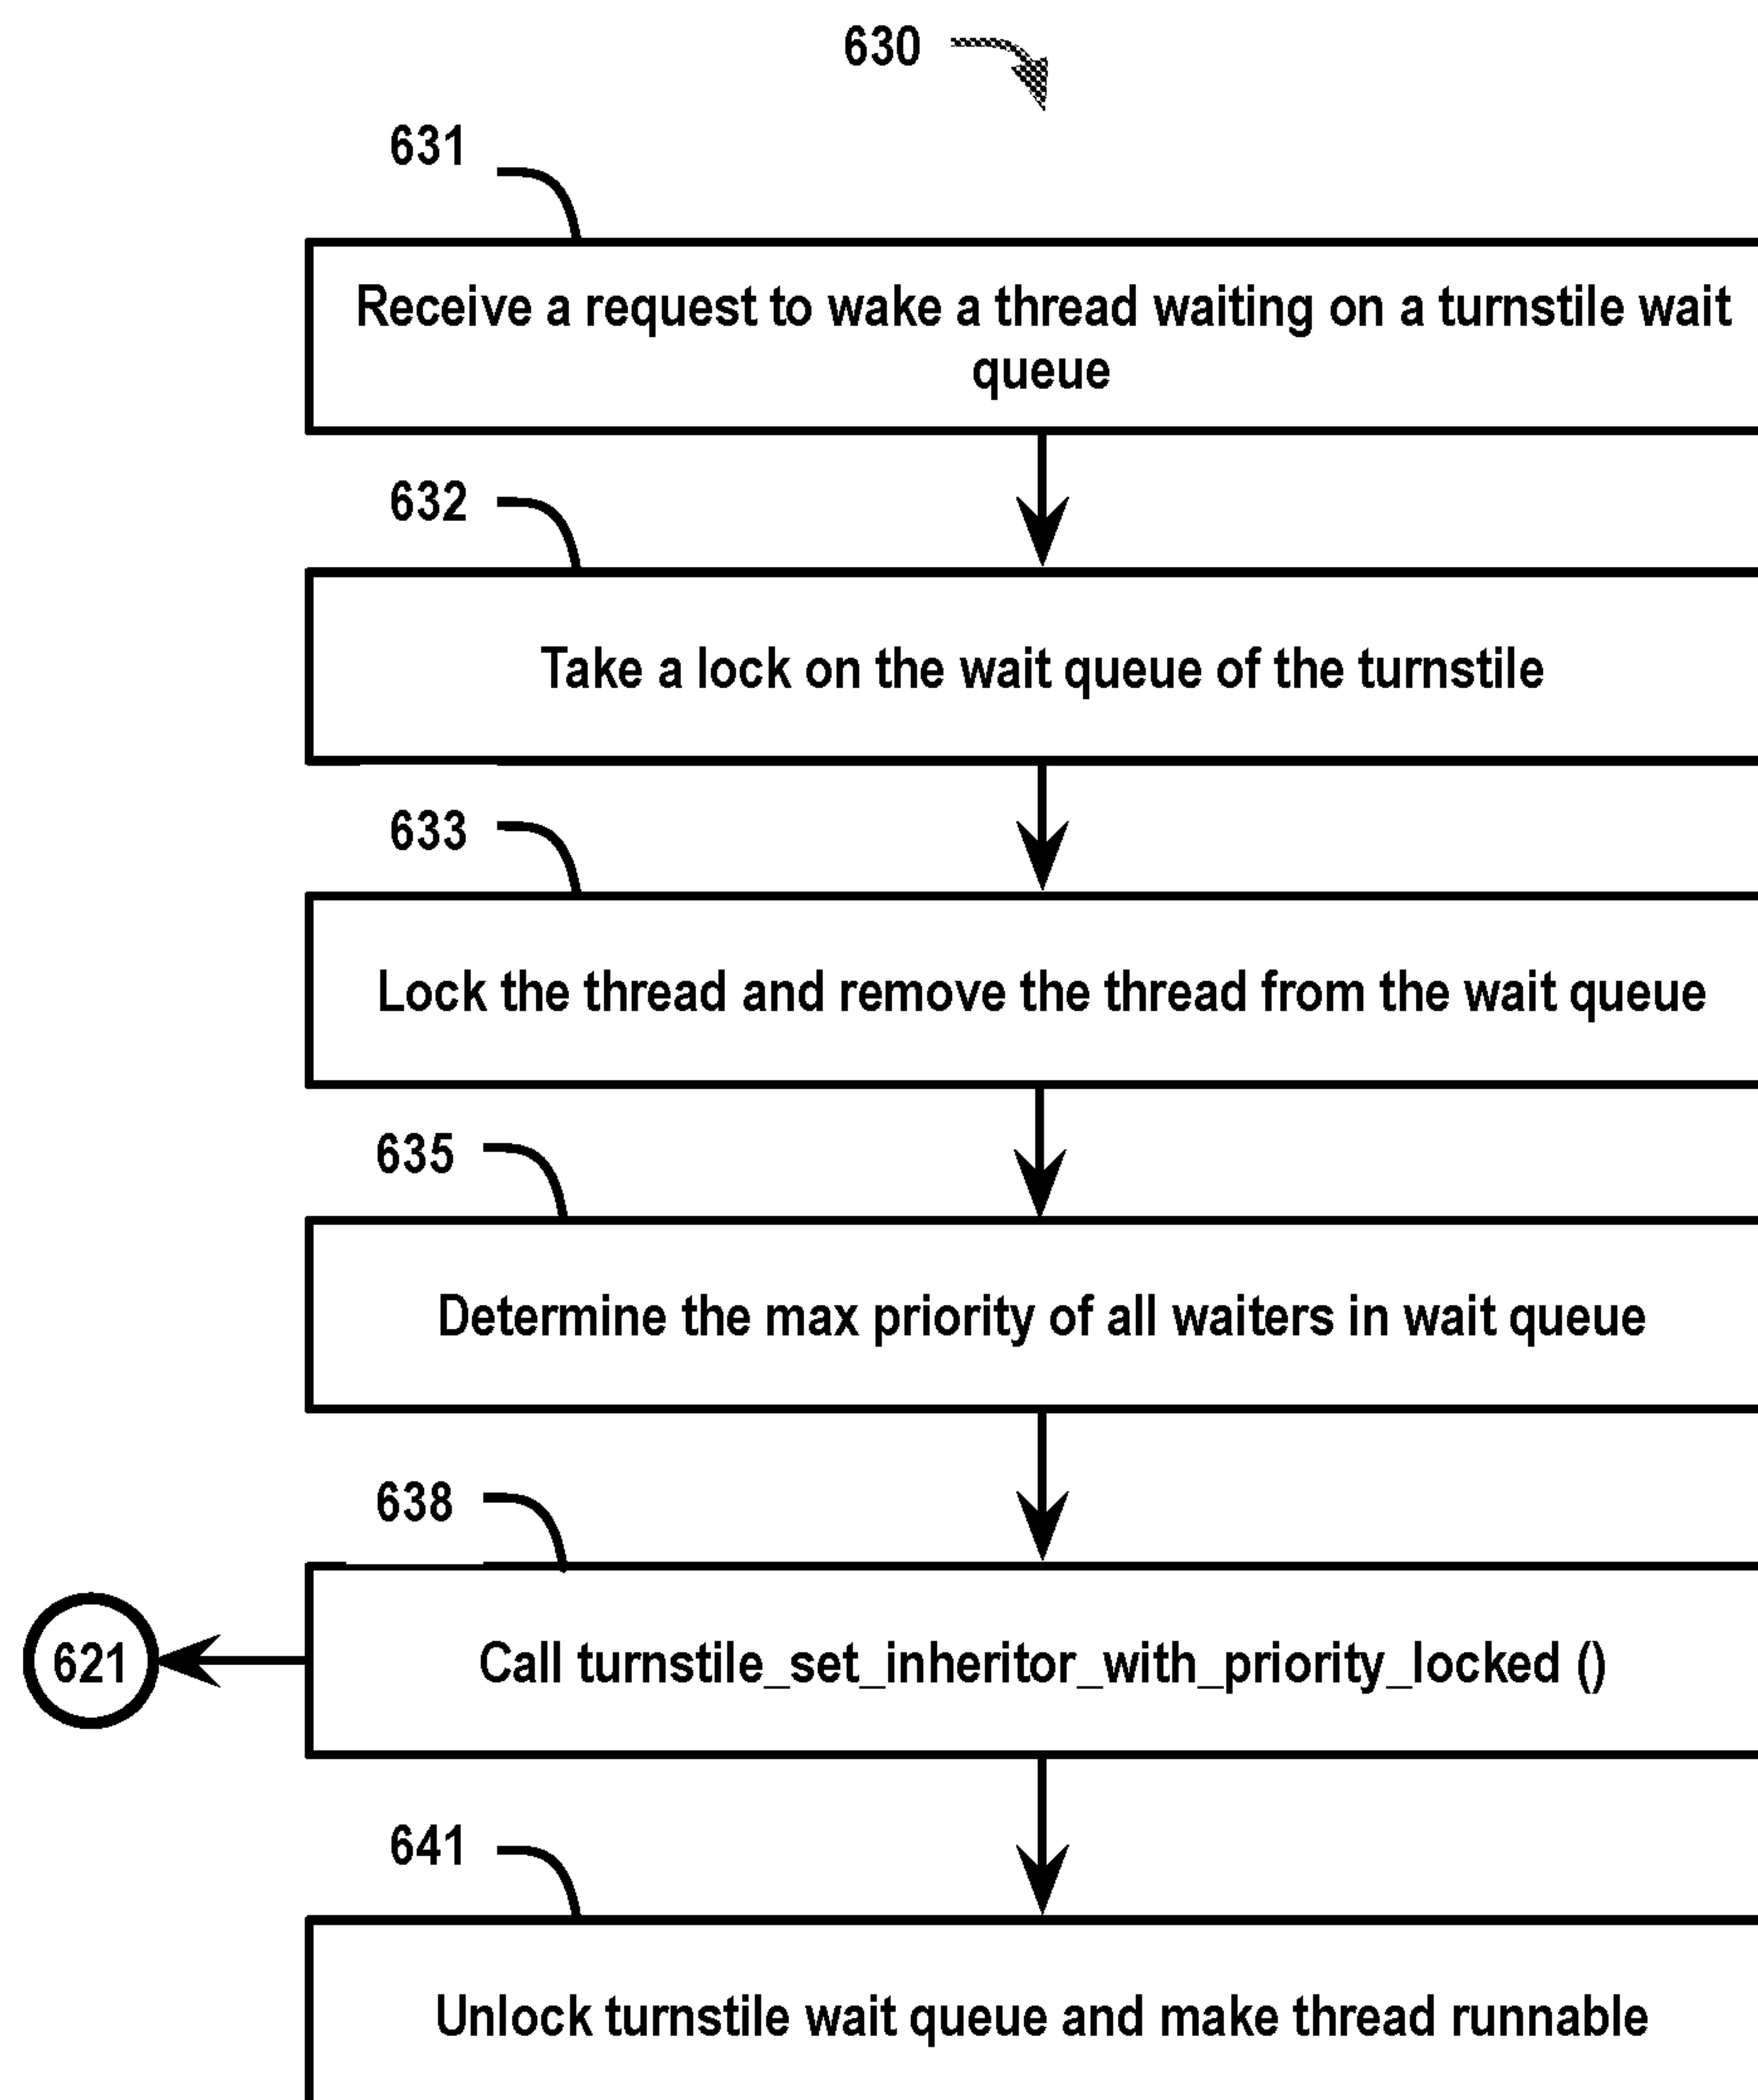 630
631
Receive a request to wake a thread waiting on a turnstile wait
queue
632
Take a lock on the wait queue of the turnstile
633
Lock the thread and remove the thread from the wait queue
635
Determine the max priority of all waiters in wait queue
638
621
Call turnstile_set_inheritor_with_priority_locked ()
641
Unlock turnstile wait queue and make thread runnable